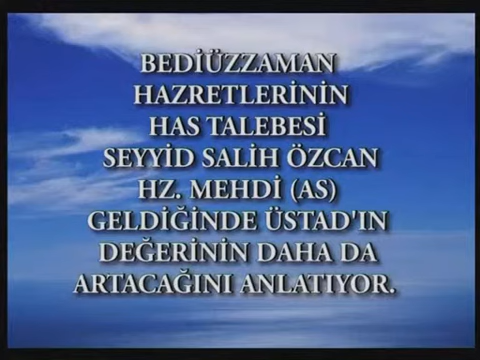 BEDİÜZZAMAN
HAZRETLERİNİN
HAS TALEBESİ
SEYYİD SALİH ÖZCAN
HZ. MEHDİ (AS)
GELDİĞİNDE ÜSTAD'IN
DEĞERİNİN DAHA DA
ARTACAĞINI ANLATIYOR.